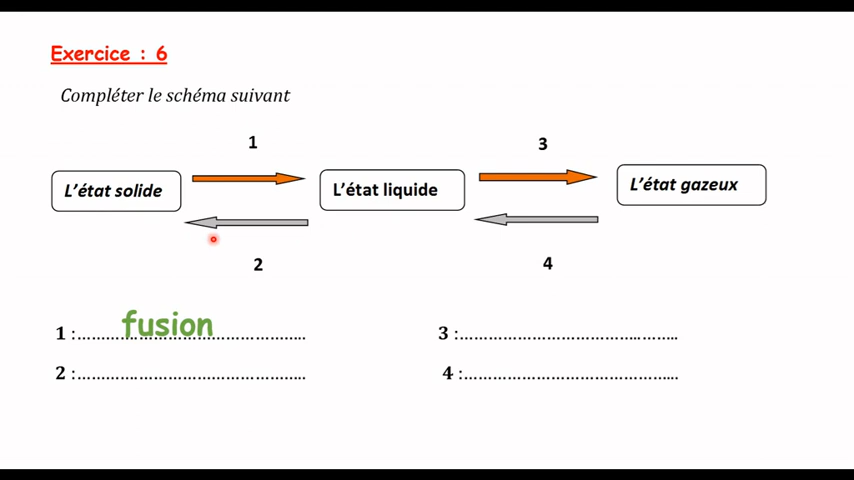 Exercice : 6
Compléter le schéma suivant
1 3
L'état solide L'état liquide L'état gazeux
2 4
1 :......fusion...... 3 :............
2 :............ 4 :............